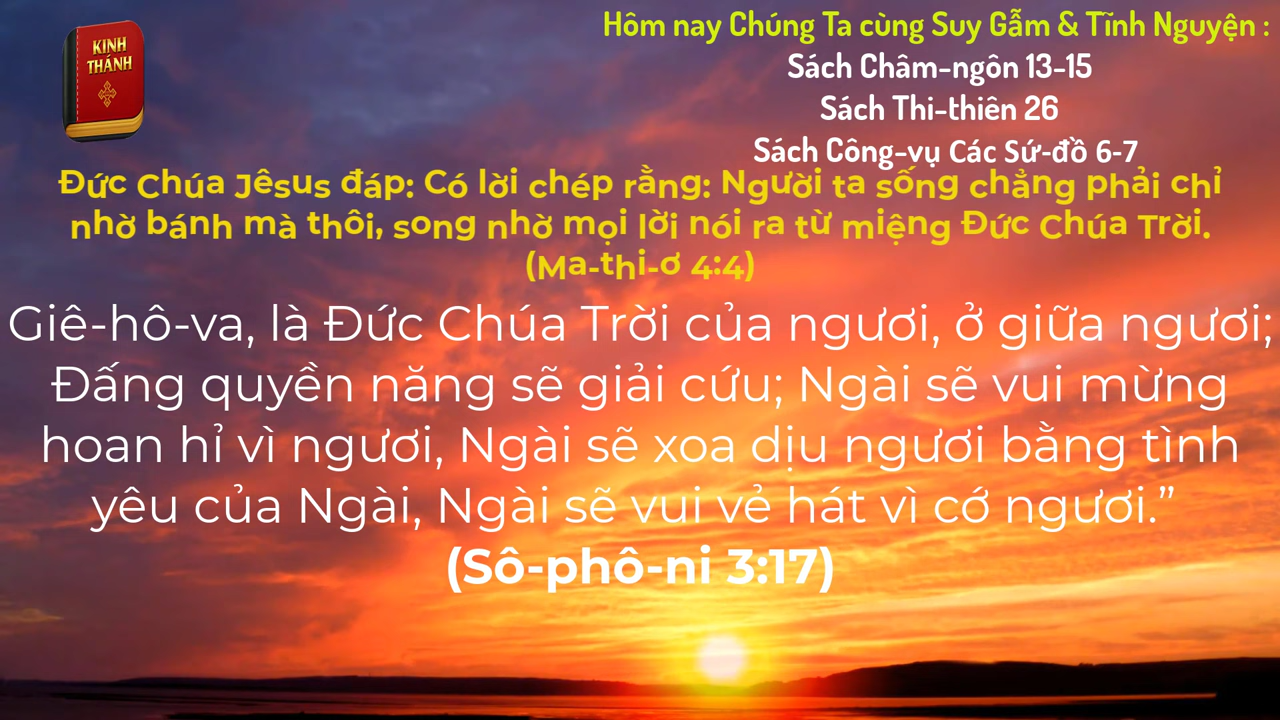 KINH
THÁNH
Hôm nay Chúng Ta cùng Suy Gẫm & Tĩnh Nguyện :
Sách Châm-ngôn 13-15
Sách Thi-thiên 26
Sách Công-vụ Các Sứ-đồ 6-7
Đức Chúa Jêsus đáp: Có lời chép rằng: Người ta sống chẳng phải chỉ
nhờ bánh mà thôi, song nhờ mọi lời nói ra từ miệng Đức Chúa Trời.
(Ma-thi-ơ 4:4)
Giê-hô-va, là Đức Chúa Trời của ngươi, ở giữa ngươi;
Đấng quyền năng sẽ giải cứu; Ngài sẽ vui mừng
hoan hỉ vì ngươi, Ngài sẽ xoa dịu ngươi bằng tình
yêu của Ngài, Ngài sẽ vui vẻ hát vì cớ ngươi.”
(Sô-phô-ni 3:17)